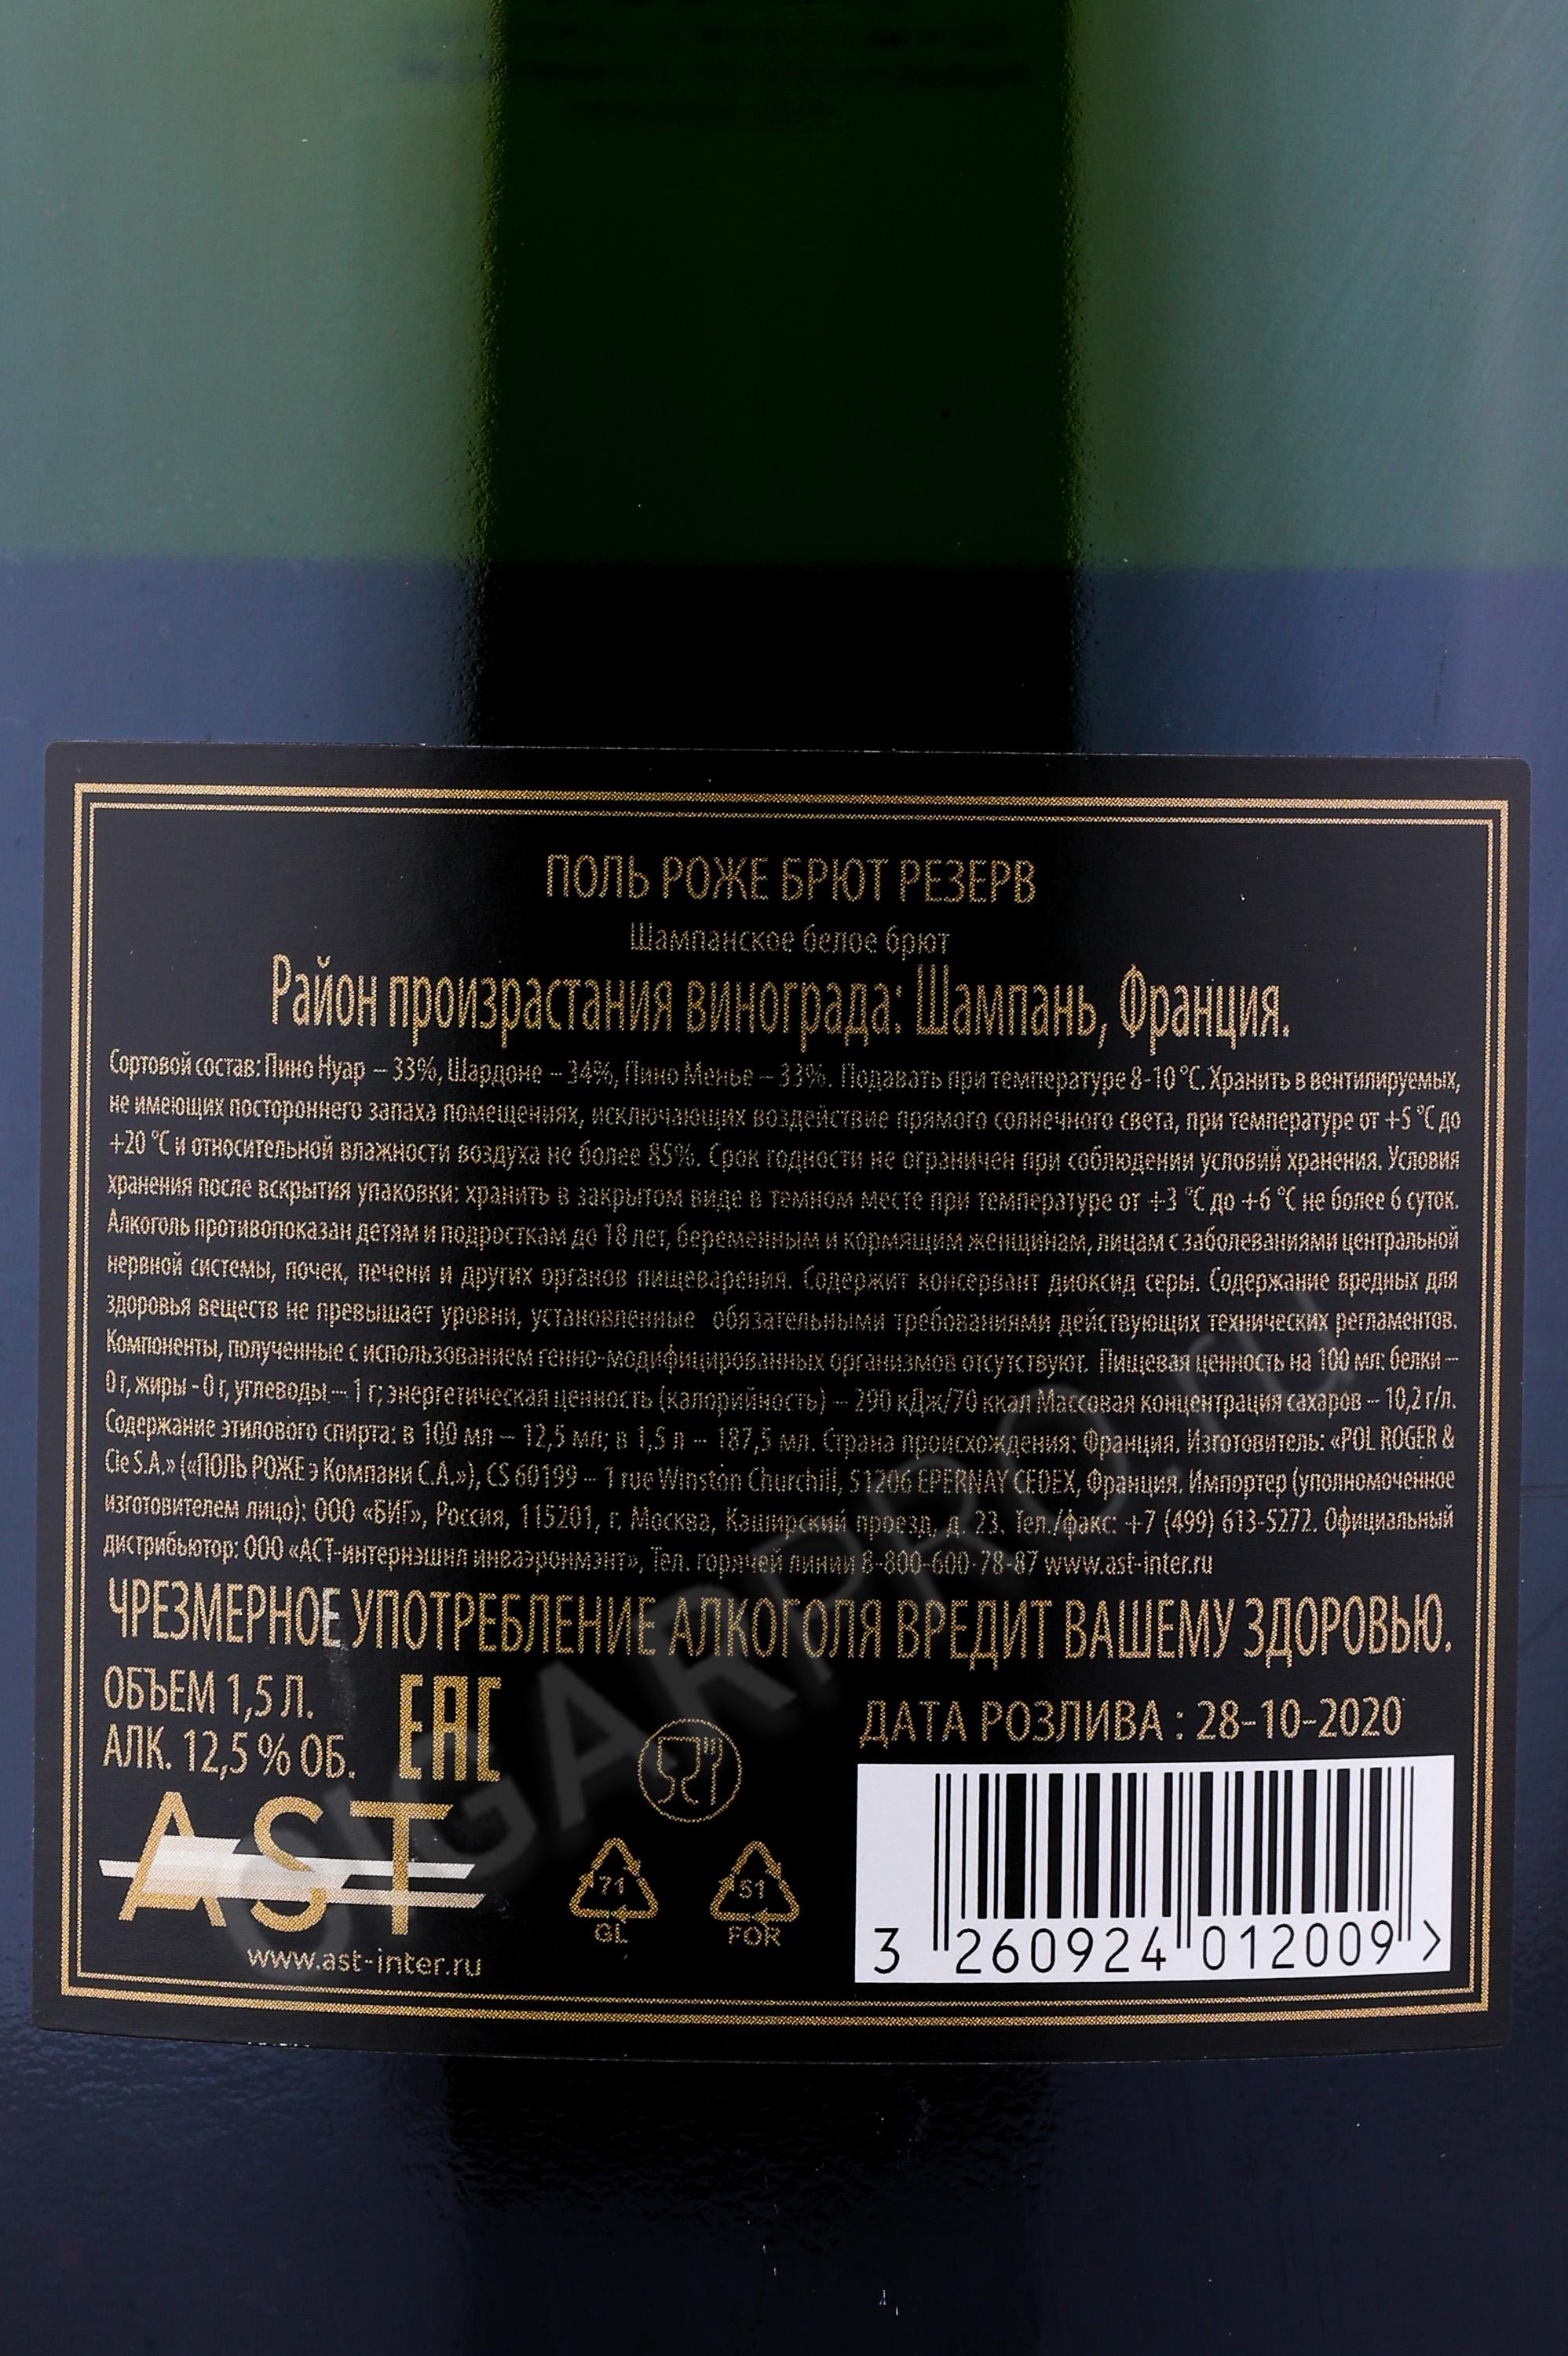 ПОЛЬ РОЖЕ БРЮТ РЕЗЕРВ
Шампанское белое брют
Район произрастания винограда: Шампань, Франция.
Сортовой состав: Пино Нуар – 33%, Шардоне – 34%, Пино Менье – 33%. Подавать при температуре 8-10 °С. Хранить в вентилируемых,
не имеющих постороннего запаха помещениях, исключающих воздействие прямого солнечного света, при температуре от +5 °С до
+20 °С и относительной влажности воздуха не более 85%. Срок годности не ограничен при соблюдении условий хранения. Условия
хранения после вскрытия упаковки: хранить в закрытом виде в темном месте при температуре от +3 °С до +6 °С не более 6 суток.
Алкоголь противопоказан детям и подросткам до 18 лет, беременным и кормящим женщинам, лицам с заболеваниями центральной
нервной системы, почек, печени и других органов пищеварения. Содержит консервант диоксид серы. Содержание вредных для
здоровья веществ не превышает уровни, установленные обязательными требованиями действующих технических регламентов.
Компоненты, полученные с использованием генно-модифицированных организмов отсутствуют. Пищевая ценность на 100 мл: белки –
0 г, жиры - 0 г, углеводы – 1 г; энергетическая ценность (калорийность) – 290 кДж/70 ккал Массовая концентрация сахаров – 10,2 г/л.
Содержание этилового спирта: в 100 мл – 12,5 мл; в 1,5 л – 187,5 мл. Страна происхождения: Франция. Изготовитель: «POL ROGER &
Cie S.A.» («ПОЛЬ РОЖЕ э Компани С.А.»), CS 60199 – 1 rue Winston Churchill, 51206 EPERNAY CEDEX, Франция. Импортер (уполномоченное
изготовителем лицо): ООО «БИГ», Россия, 115201, г. Москва, Каширский проезд, д. 23. Тел./факс: +7 (499) 613-5272. Официальный
дистрибьютор: ООО «АСТ-интернэшнл инваэронмэнт», Тел. горячей линии 8-800-600-78-87 www.ast-inter.ru
ЧРЕЗМЕРНОЕ УПОТРЕБЛЕНИЕ АЛКОГОЛЯ ВРЕДИТ ВАШЕМУ ЗДОРОВЬЮ.
ОБЪЕМ 1,5 Л.
АЛК. 12,5 % ОБ.
EAC
ДАТА РОЗЛИВА : 28-10-2020
AST
www.ast-inter.ru
71
GL
51
FOR
3 260924 012009 >
CIGARPRO.ru